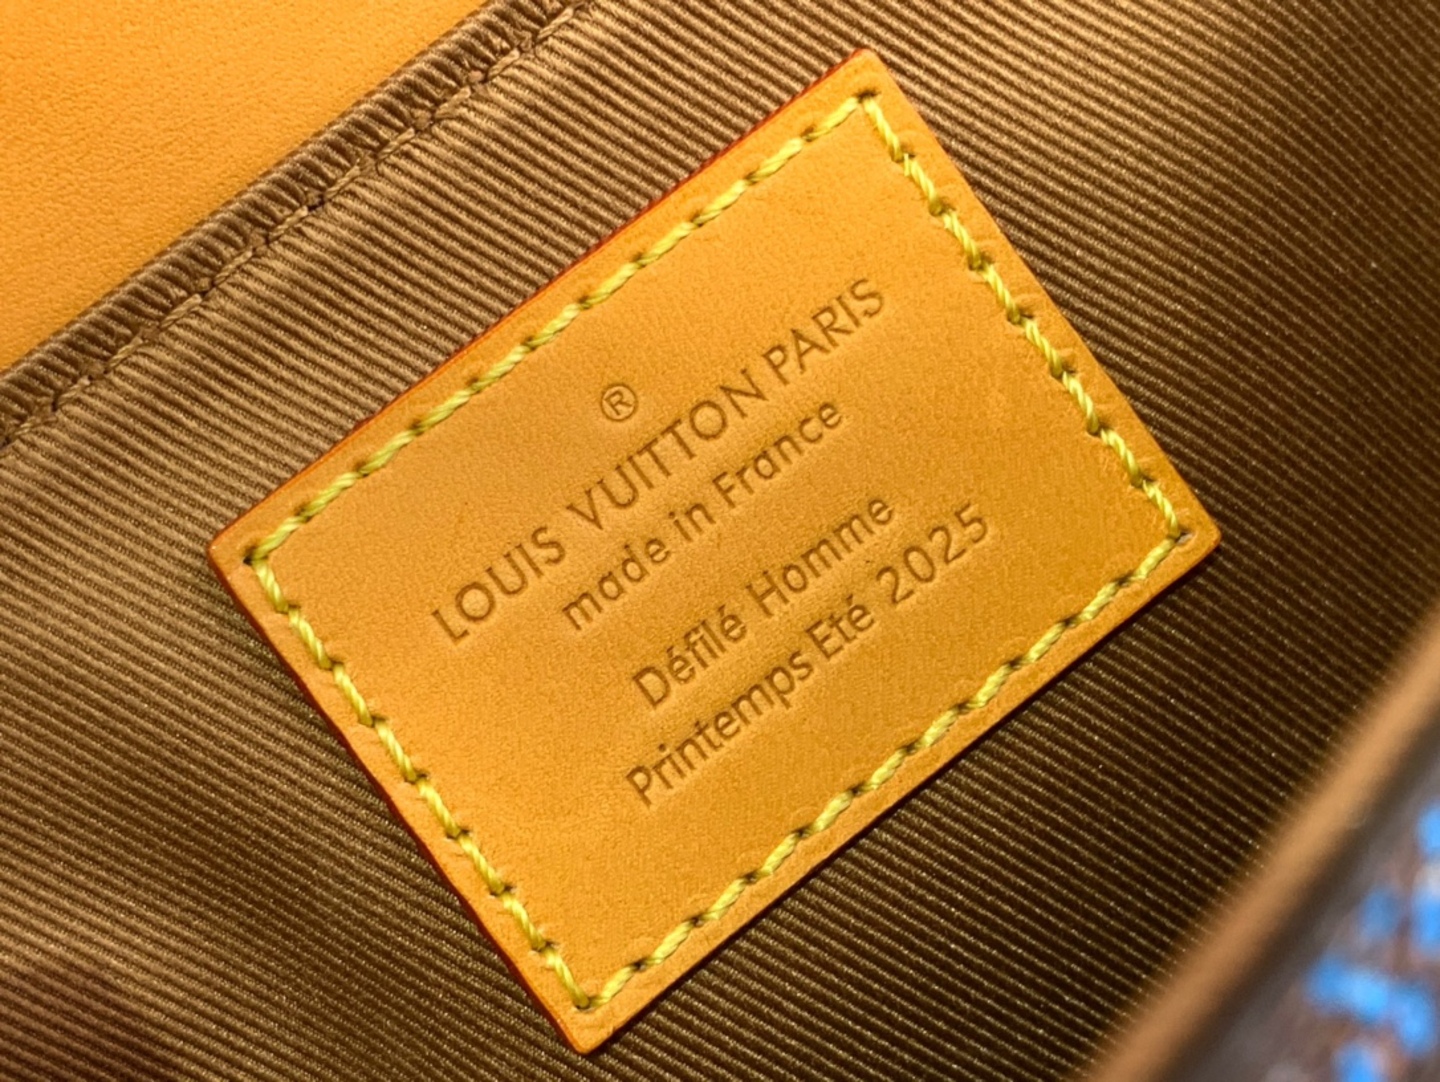 ®
LOUIS VUITTON PARIS
made in France
Défilé Homme
Printemps Eté 2025